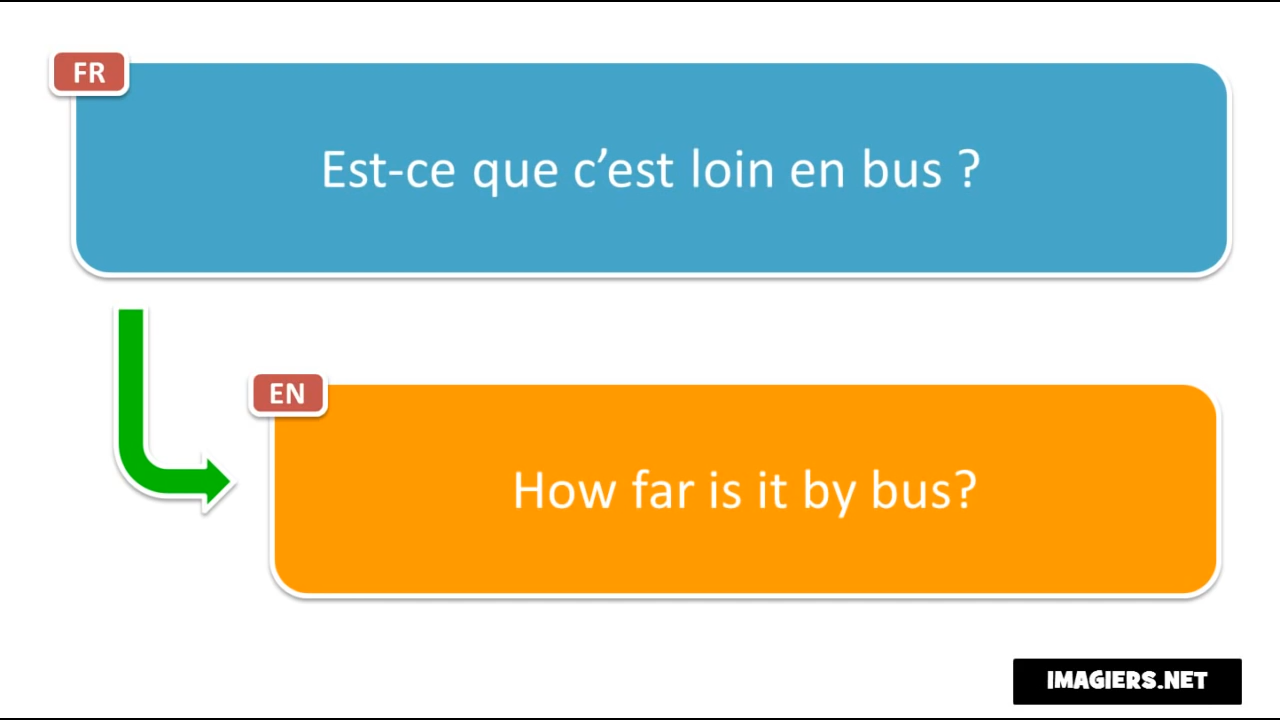 FR
Est-ce que c’est loin en bus ?
EN
How far is it by bus?
IMAGIERS.NET